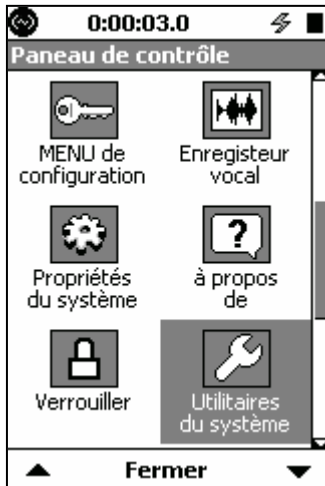 0:00:03.0
Paneau de contrôle
MENU de
configuration
Enregisteur
vocal
Propriétés
du système
à propos
de
Verrouiller
Utilitaires
du système
Fermer